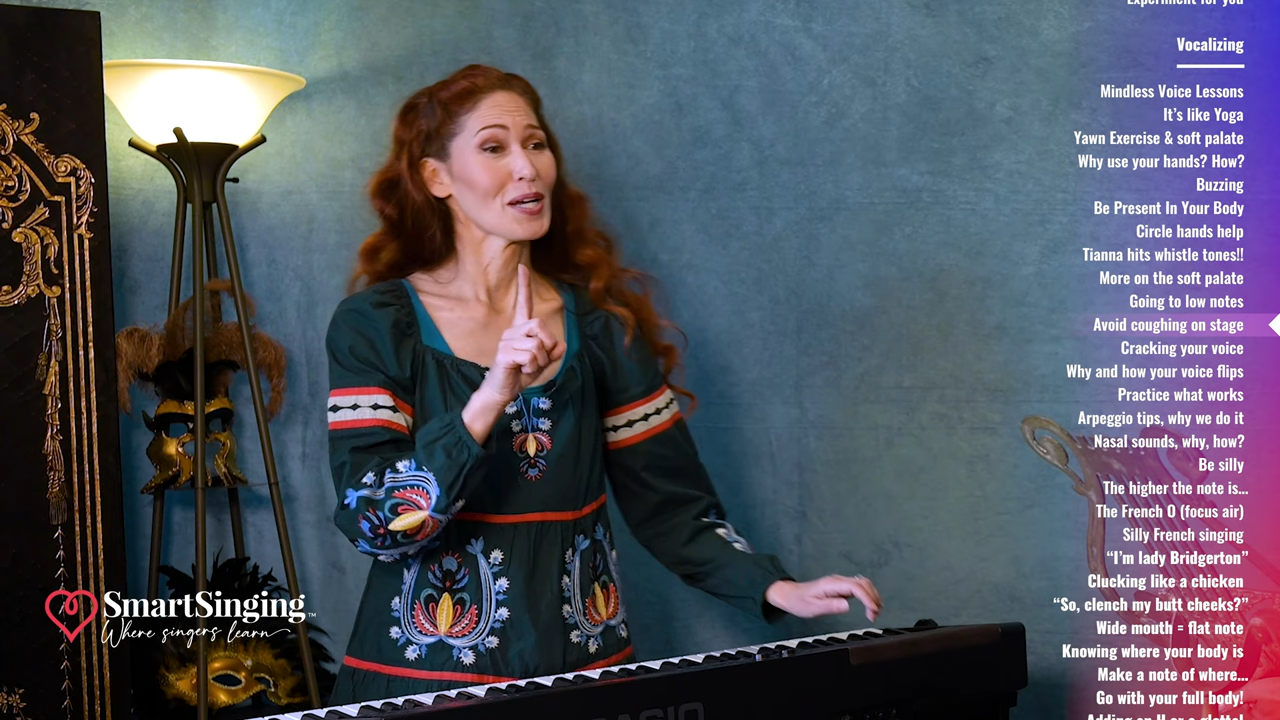 Experiment for you
Vocalizing
Mindless Voice Lessons
It's like Yoga
Yawn Exercise & soft palate
Why use your hands? How?
Buzzing
Be Present In Your Body
Circle hands help
Tianna hits whistle tones!!
More on the soft palate
Going to low notes
Avoid coughing on stage
Cracking your voice
Why and how your voice flips
Practice what works
Arpeggio tips, why we do it
Nasal sounds, why, how?
Be silly
The higher the note is...
The French O (focus air)
Silly French singing
“I'm lady Bridgerton”
Clucking like a chicken
“So, clench my butt cheeks?”
Wide mouth = flat note
Knowing where your body is
Make a note of where...
Go with your full body!
SmartSinging™
Where singers learn
CASIO